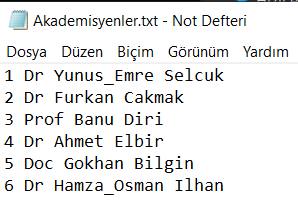 Akademisyenler.txt - Not Defteri
Dosya Düzen Biçim Görünüm Yardım
1 Dr Yunus_Emre Selcuk
2 Dr Furkan Cakmak
3 Prof Banu Diri
4 Dr Ahmet Elbir
5 Doc Gokhan Bilgin
6 Dr Hamza_Osman Ilhan